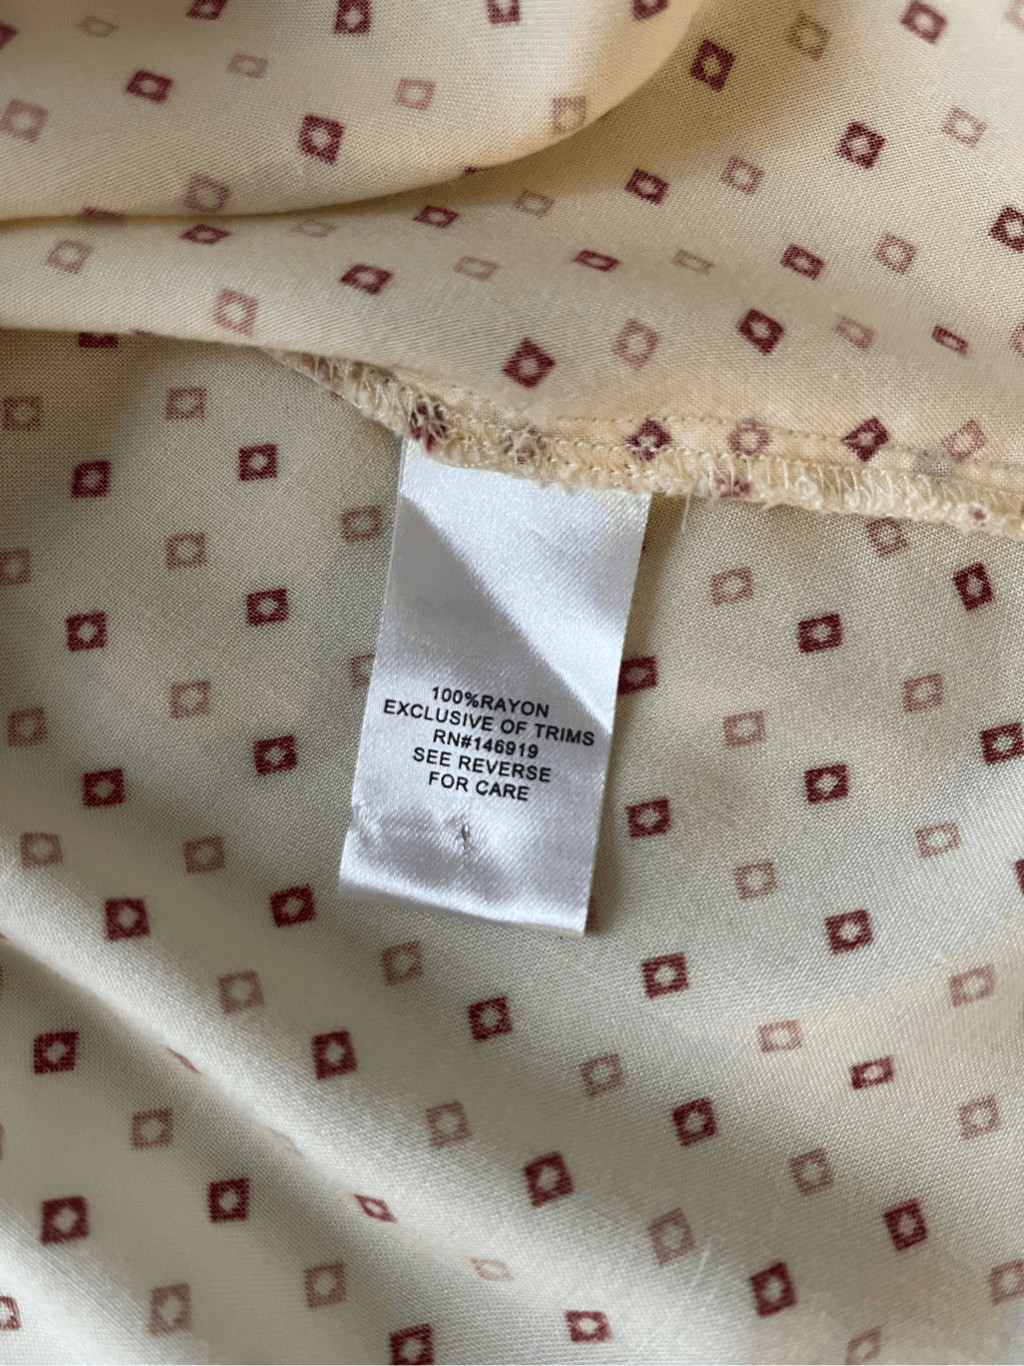 100%RAYON
EXCLUSIVE OF TRIMS
RN#146919
SEE REVERSE
FOR CARE